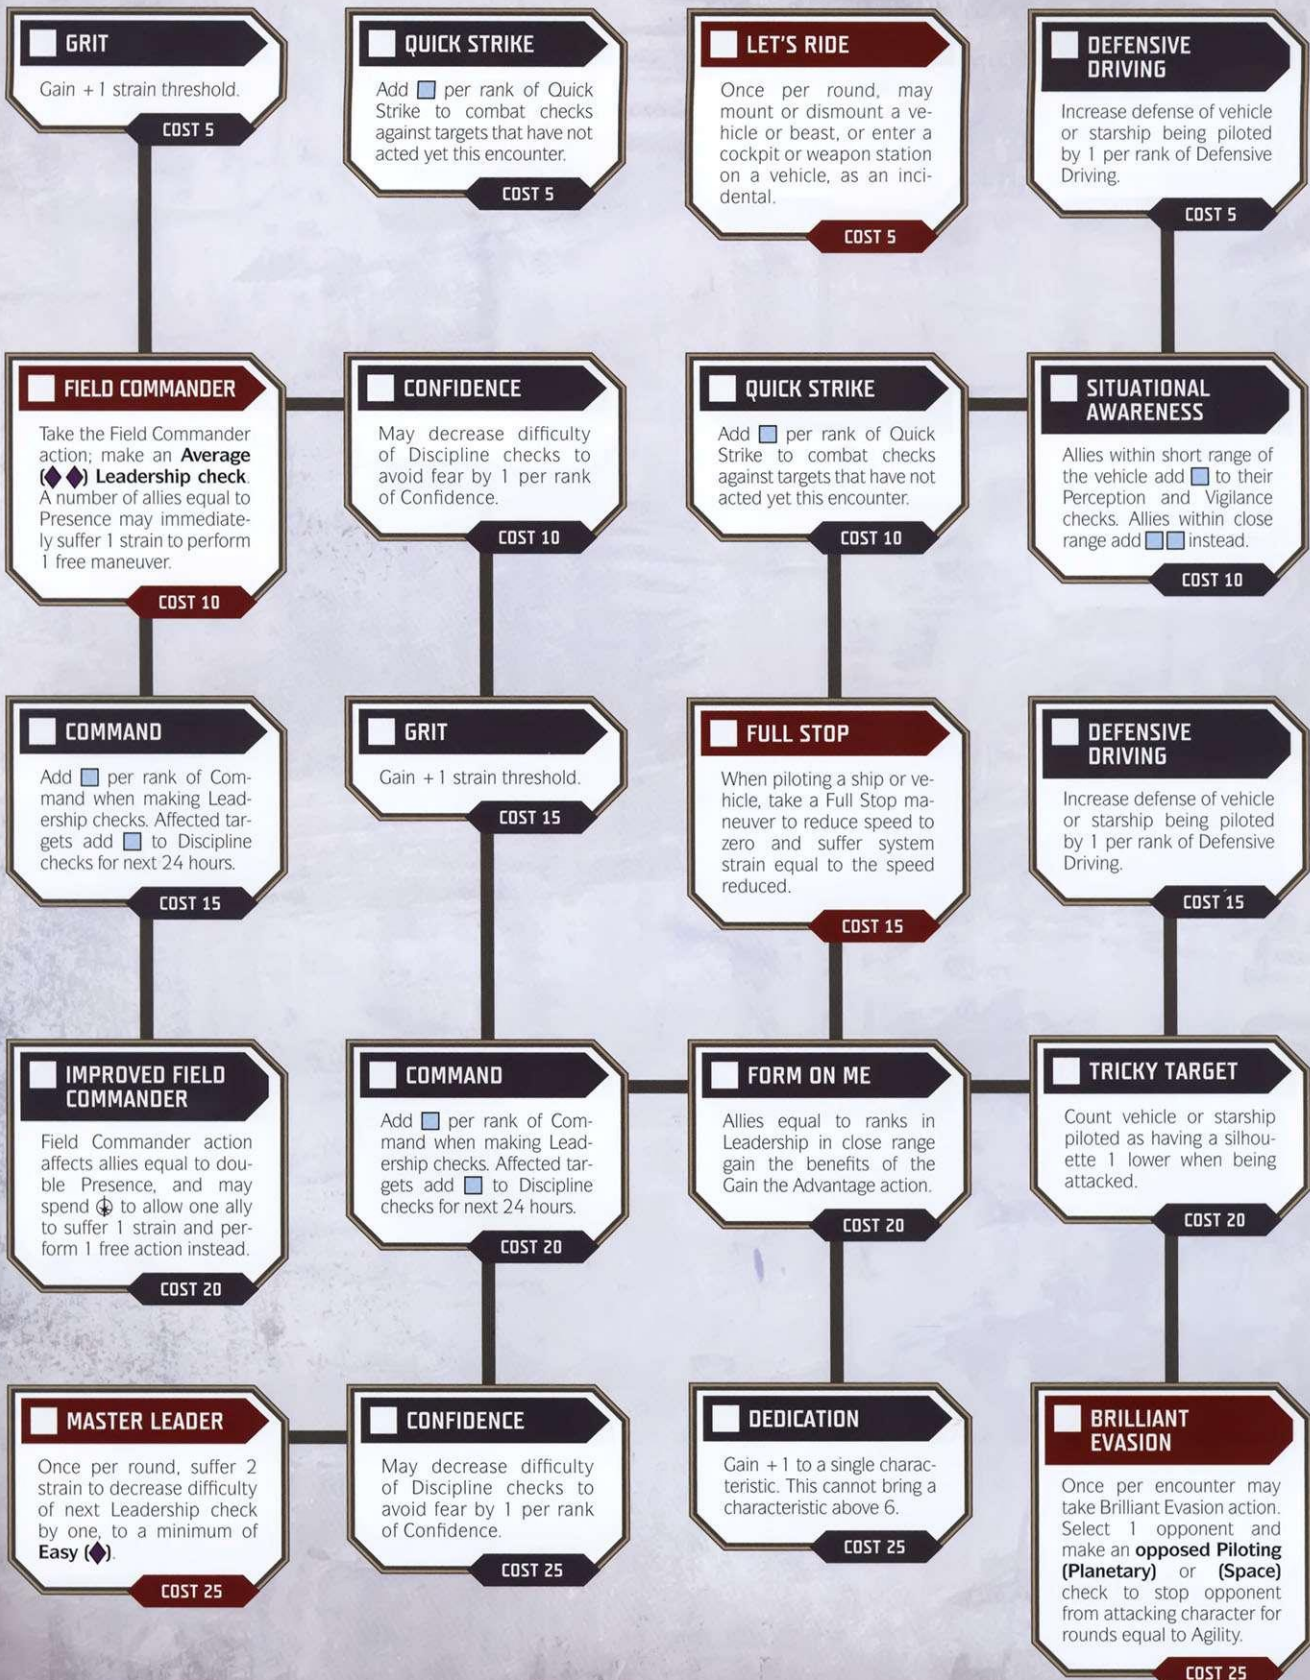 GRIT
Gain +1 strain threshold.
COST 5
QUICK STRIKE
Add per rank of Quick
Strike to combat checks
against targets that have not
acted yet this encounter.
COST 5
LET'S RIDE
Once per round, may
mount or dismount a ve-
hicle or beast, or enter a
cockpit or weapon station
on a vehicle, as an inci-
dental.
COST 5
DEFENSIVE
DRIVING
Increase defense of vehicle
or starship being piloted
by 1 per rank of Defensive
Driving.
COST 5
FIELD COMMANDER
Take the Field Commander
action; make an Average
(◆◆) Leadership check.
A number of allies equal to
Presence may immediate-
ly suffer 1 strain to perform
1 free maneuver.
COST 10
CONFIDENCE
May decrease difficulty
of Discipline checks to
avoid fear by 1 per rank
of Confidence.
COST 10
QUICK STRIKE
Add per rank of Quick
Strike to combat checks
against targets that have not
acted yet this encounter.
COST 10
SITUATIONAL
AWARENESS
Allies within short range of
the vehicle add to their
Perception and Vigilance
checks. Allies within close
range add instead.
COST 10
COMMAND
Add per rank of Com-
mand when making Lead-
ership checks. Affected tar-
gets add to Discipline
checks for next 24 hours.
COST 15
GRIT
Gain +1 strain threshold.
COST 15
FULL STOP
When piloting a ship or ve-
hicle, take a Full Stop ma-
neuver to reduce speed to
zero and suffer system
strain equal to the speed
reduced.
COST 15
DEFENSIVE
DRIVING
Increase defense of vehicle
or starship being piloted
by 1 per rank of Defensive
Driving.
COST 15
IMPROVED FIELD
COMMANDER
Field Commander action
affects allies equal to dou-
ble Presence, and may
spend to allow one ally
to suffer 1 strain and per-
form 1 free action instead.
COST 20
COMMAND
Add per rank of Com-
mand when making Lead-
ership checks. Affected tar-
gets add to Discipline
checks for next 24 hours.
COST 20
FORM ON ME
Allies equal to ranks in
Leadership in close range
gain the benefits of the
Gain the Advantage action.
COST 20
TRICKY TARGET
Count vehicle or starship
piloted as having a silhou-
ette 1 lower when being
attacked.
COST 20
MASTER LEADER
Once per round, suffer 2
strain to decrease difficulty
of next Leadership check
by one, to a minimum of
Easy (◆).
COST 25
CONFIDENCE
May decrease difficulty
of Discipline checks to
avoid fear by 1 per rank
of Confidence.
COST 25
DEDICATION
Gain +1 to a single charac-
teristic. This cannot bring a
characteristic above 6.
COST 25
BRILLIANT
EVASION
Once per encounter may
take Brilliant Evasion action.
Select 1 opponent and
make an opposed Piloting
(Planetary) or (Space)
check to stop opponent
from attacking character for
rounds equal to Agility.
COST 25